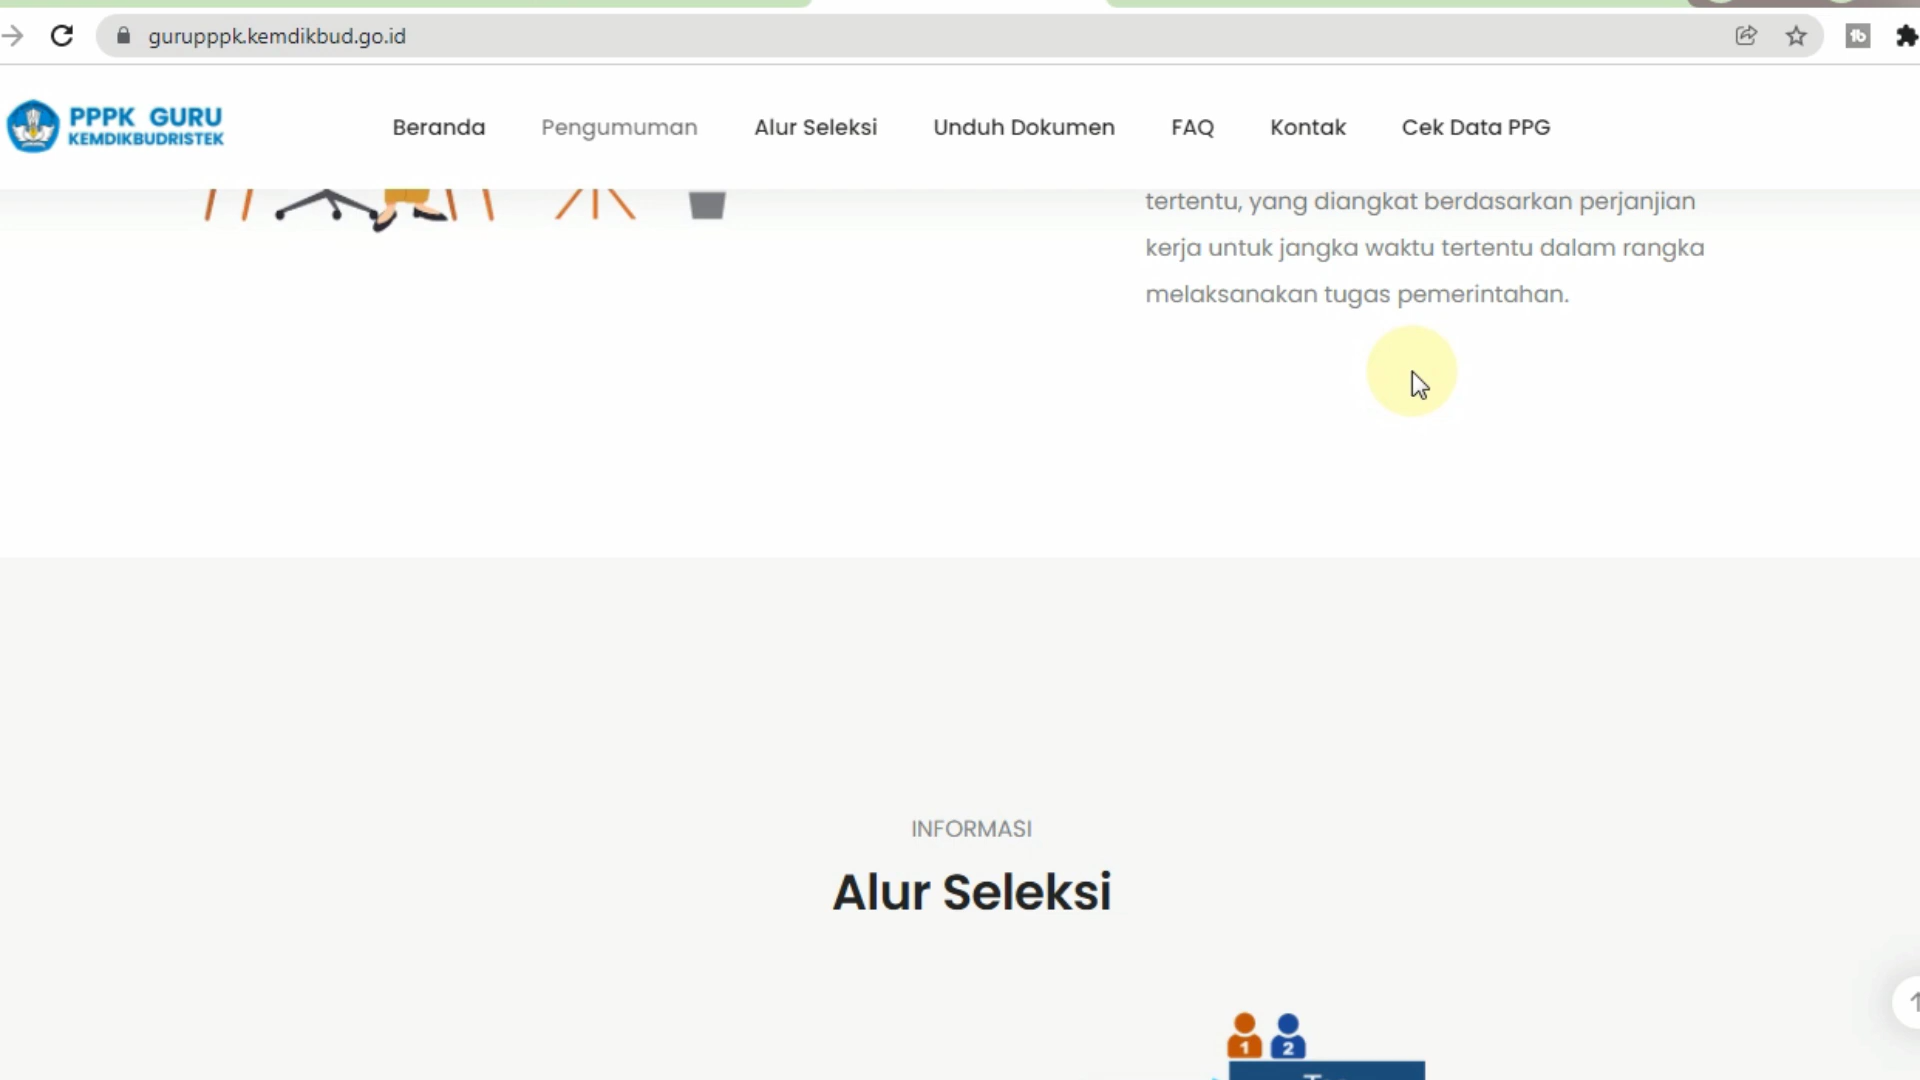 gurupppk.kemdikbud.go.id
PPPK GURU
KEMDIKBUDRISTEK
Beranda
Pengumuman
Alur Seleksi
Unduh Dokumen
FAQ
Kontak
Cek Data PPG
tertentu, yang diangkat berdasarkan perjanjian
kerja untuk jangka waktu tertentu dalam rangka
melaksanakan tugas pemerintahan.
INFORMASI
Alur Seleksi
1 2